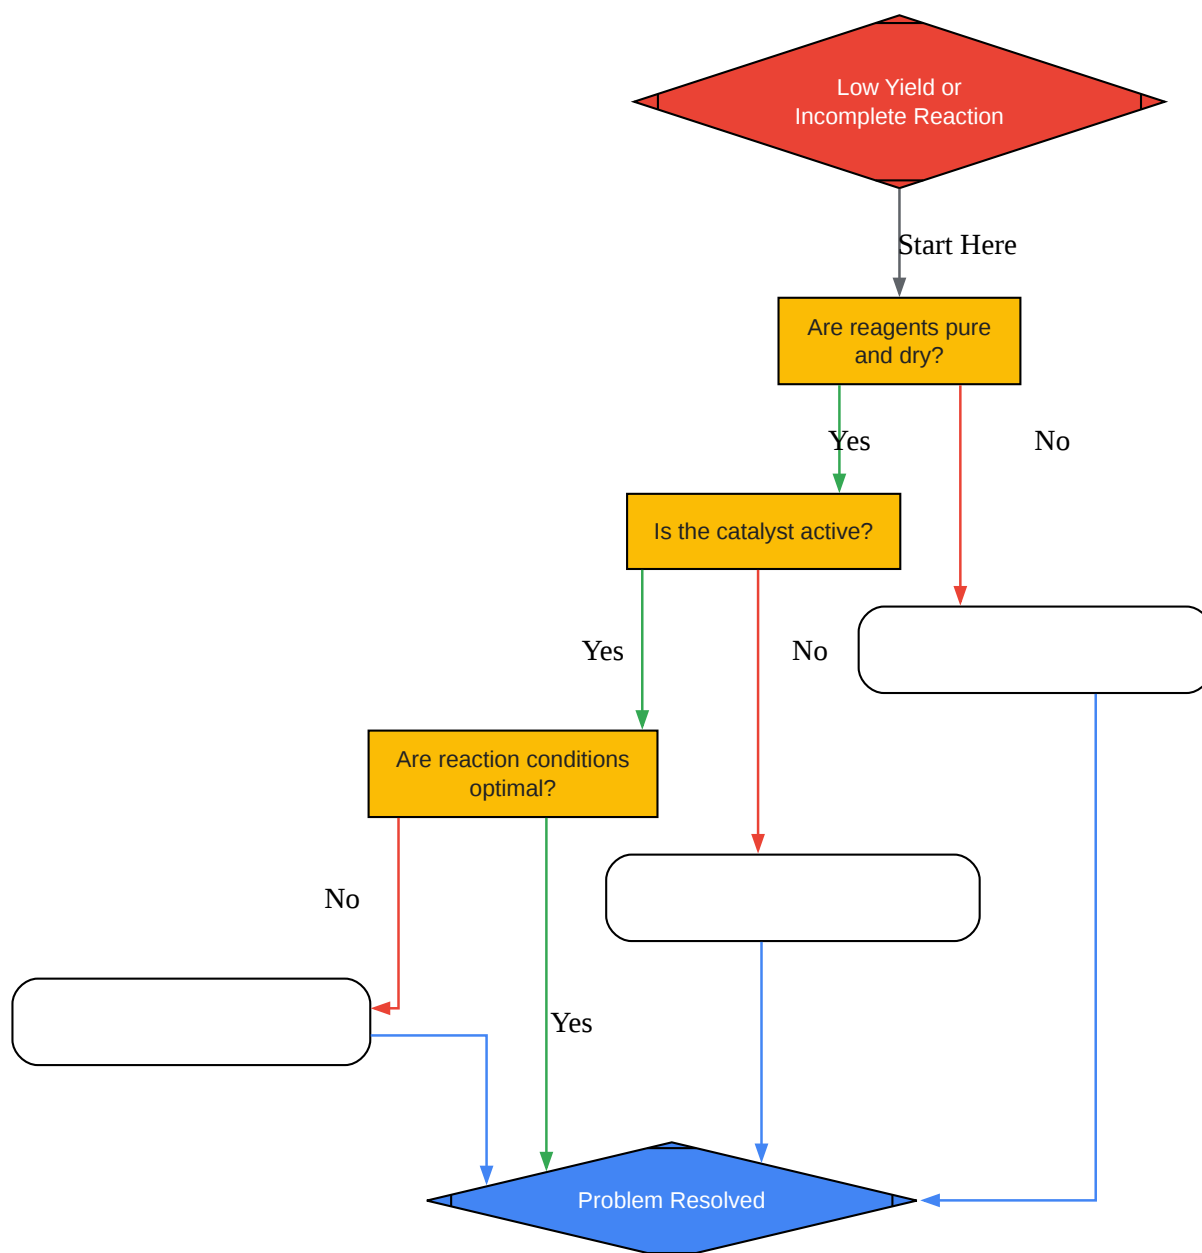 Low Yield or
Incomplete Reaction
Start Here
Are reagents pure
and dry?
Yes
No
Is the catalyst active?
Yes
No
Are reaction conditions
optimal?
No
Yes
Problem Resolved